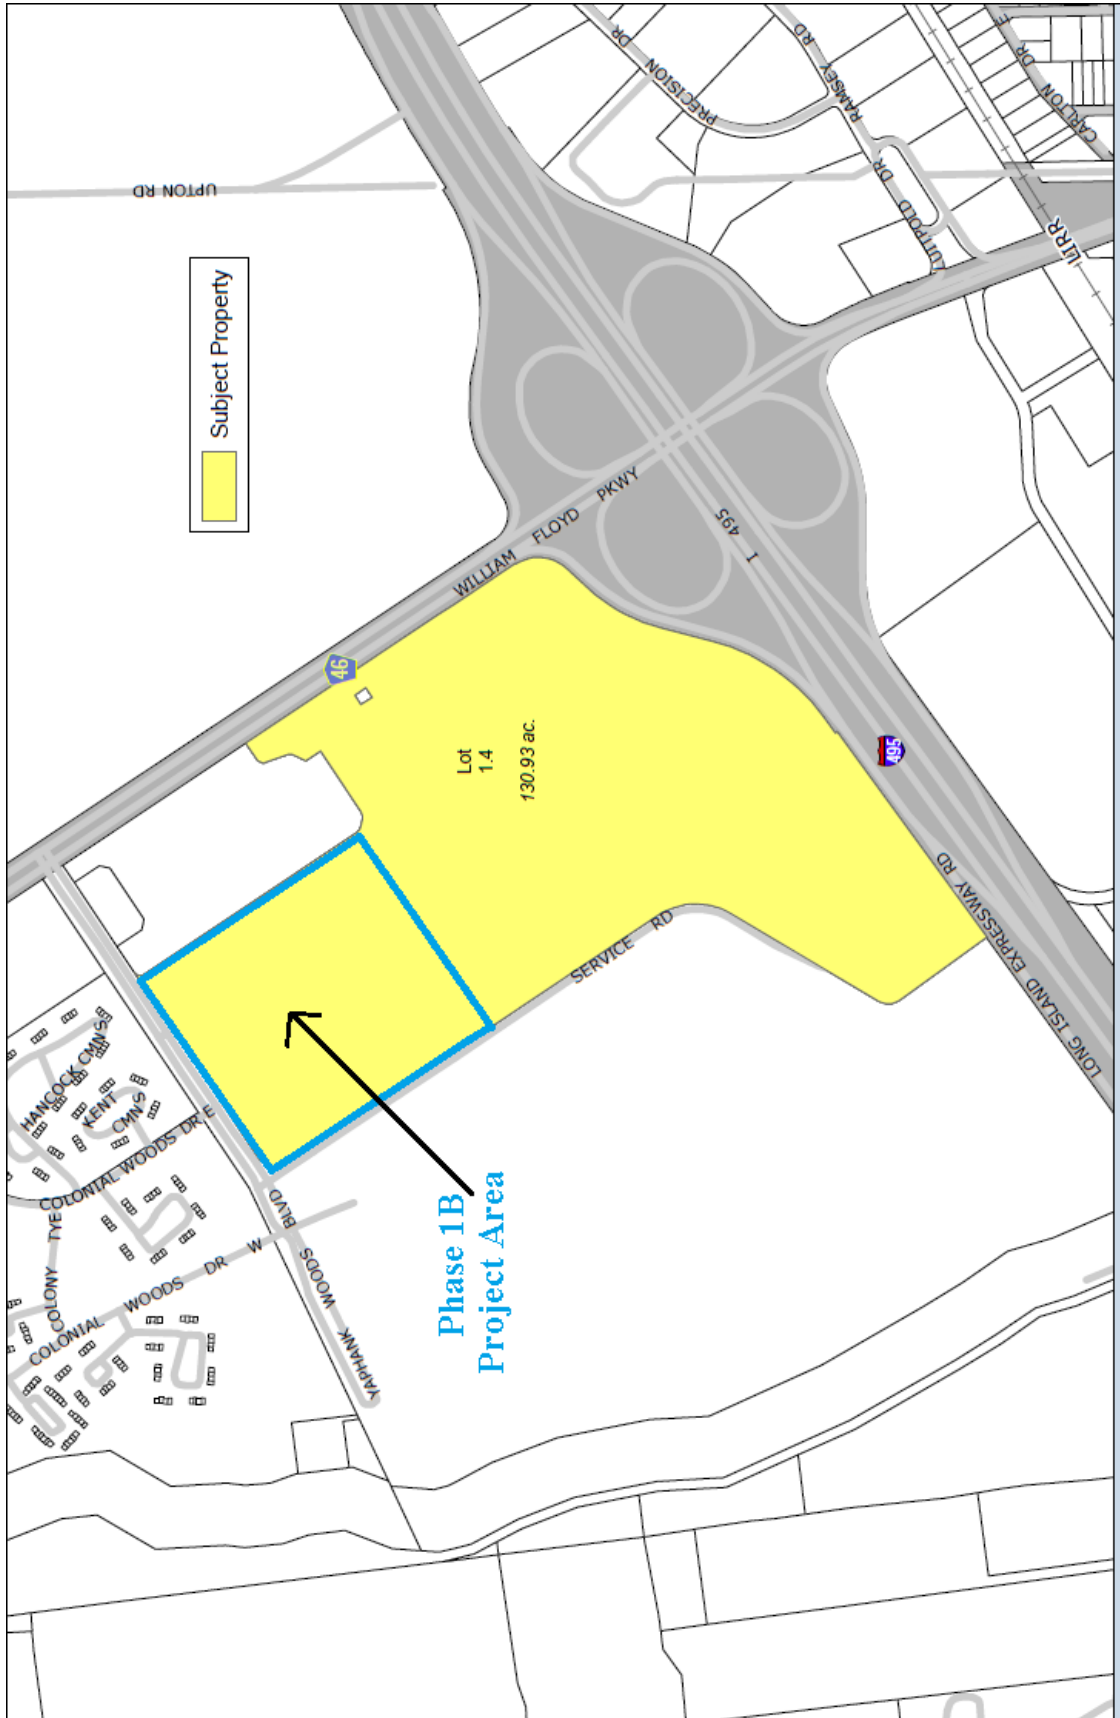 UPTON RD
PRECISION DR
RAMSEY RD
CARLTON DR E
LUITPOLD DR
LIRR
Subject Property
WILLIAM FLOYD PKWY
I 495
46
Lot
1.4
130.93 ac.
495
LONG ISLAND EXPRESSWAY RD
SERVICE RD
HANCOCK CMNS
KENT
CMNS
COLONIAL WOODS DR E
COLONY TYE
COLONIAL WOODS DR W
YAPHANK WOODS BLVD
Phase 1B
Project Area